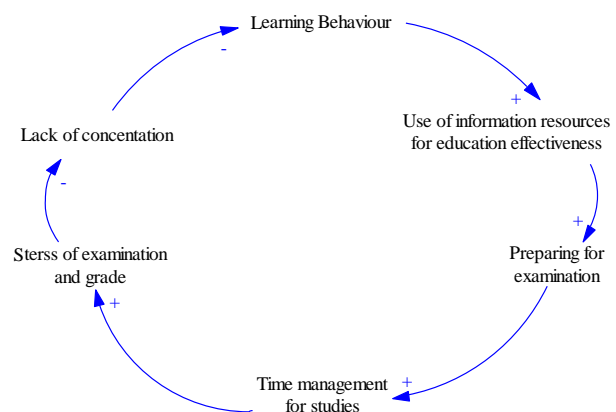 Learning Behaviour
-
+
Lack of concentation
Use of information resources
for education effectiveness
-
+
Sterss of examination
and grade
Preparing for
examination
+
+
Time management
for studies